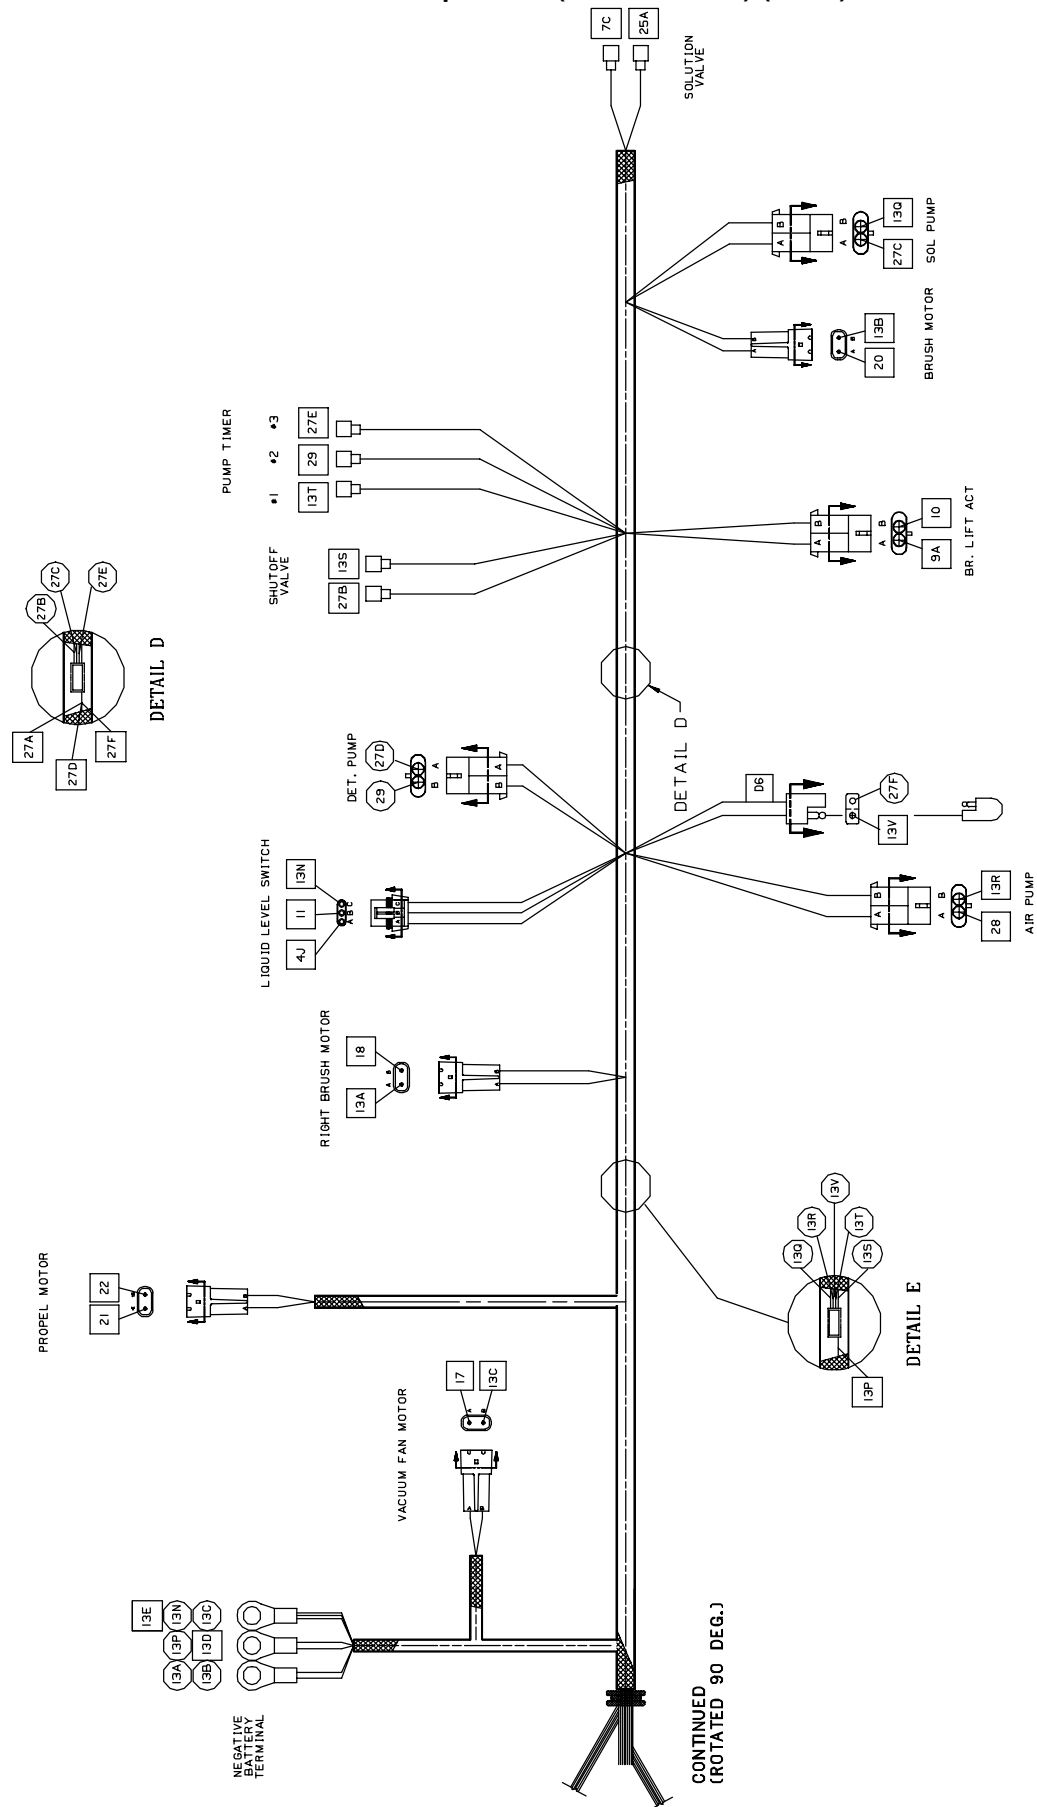 7C
25A
SOLUTION
VALVE
B
A
B
A
13Q
27C
SOL PUMP
B
A
B
A
13B
20
BRUSH MOTOR
PUMP TIMER
#1 #2 #3
13T
29
27E
SHUTOFF
VALVE
27B
13S
B
A
B
A
10
9A
BR. LIFT ACT
27B
27C
27E
27A
27D
27F
DETAIL D
DETAIL D
DET. PUMP
29
27D
B A
B A
LIQUID LEVEL SWITCH
4J
11
13N
A B C
A B C
D6
13V
27F
B
A
B
A
13R
28
AIR PUMP
RIGHT BRUSH MOTOR
13A
18
A B
A B
13Q
13R
13V
13T
13S
13P
DETAIL E
PROPEL MOTOR
21
22
A B
A B
VACUUM FAN MOTOR
17
13C
A
B
A
B
NEGATIVE
BATTERY
TERMINAL
13E
13A 13P 13N
13B 13D 13C
CONTINUED
(ROTATED 90 DEG.)